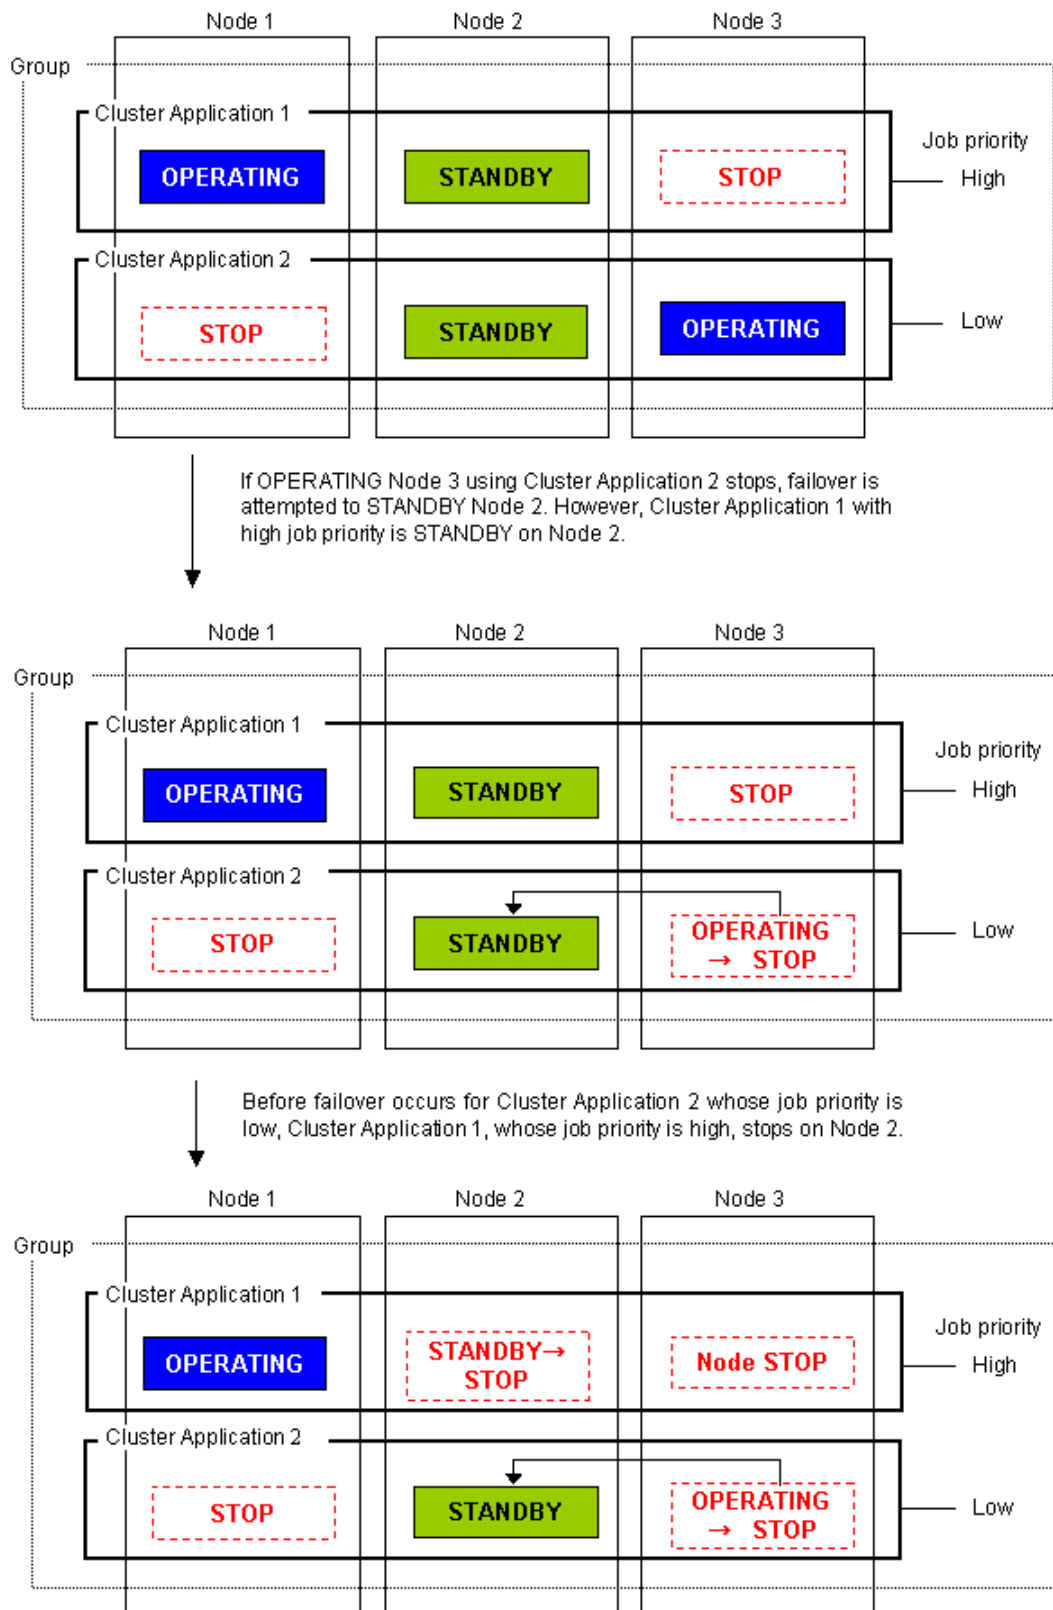 Node 1
Node 2
Node 3
Group
Cluster Application 1
Job priority
OPERATING
STANDBY
STOP
High
Cluster Application 2
STOP
STANDBY
OPERATING
Low
If OPERATING Node 3 using Cluster Application 2 stops, failover is
attempted to STANDBY Node 2. However, Cluster Application 1 with
high job priority is STANDBY on Node 2.
Node 1
Node 2
Node 3
Group
Cluster Application 1
Job priority
OPERATING
STANDBY
STOP
High
Cluster Application 2
STOP
STANDBY
OPERATING
→ STOP
Low
Before failover occurs for Cluster Application 2 whose job priority is
low, Cluster Application 1, whose job priority is high, stops on Node 2.
Node 1
Node 2
Node 3
Group
Cluster Application 1
Job priority
OPERATING
STANDBY→
STOP
Node STOP
High
Cluster Application 2
STOP
STANDBY
OPERATING
→ STOP
Low